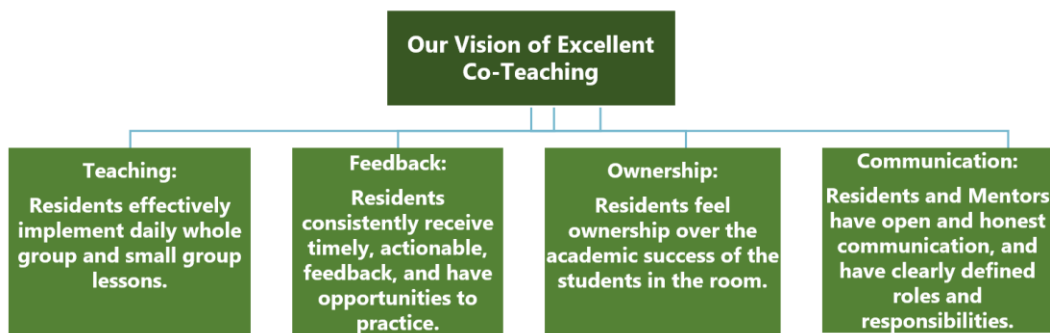 Our Vision of Excellent
Co-Teaching
Teaching:
Residents effectively
implement daily whole
group and small group
lessons.
Feedback:
Residents
consistently receive
timely, actionable,
feedback, and have
opportunities to
practice.
Ownership:
Residents feel
ownership over the
academic success of the
students in the room.
Communication:
Residents and Mentors
have open and honest
communication, and
have clearly defined
roles and
responsibilities.